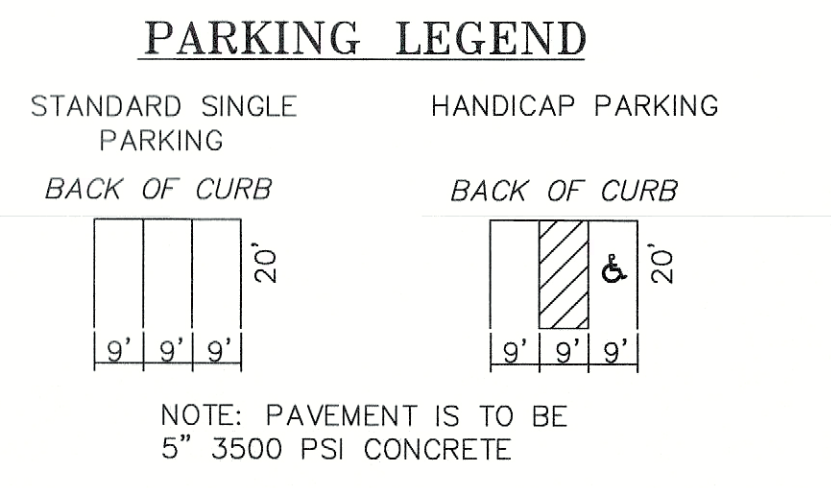 PARKING LEGEND
STANDARD SINGLE
PARKING
BACK OF CURB
20'
9' 9' 9'
HANDICAP PARKING
BACK OF CURB
20'
9' 9' 9'
NOTE: PAVEMENT IS TO BE
5" 3500 PSI CONCRETE